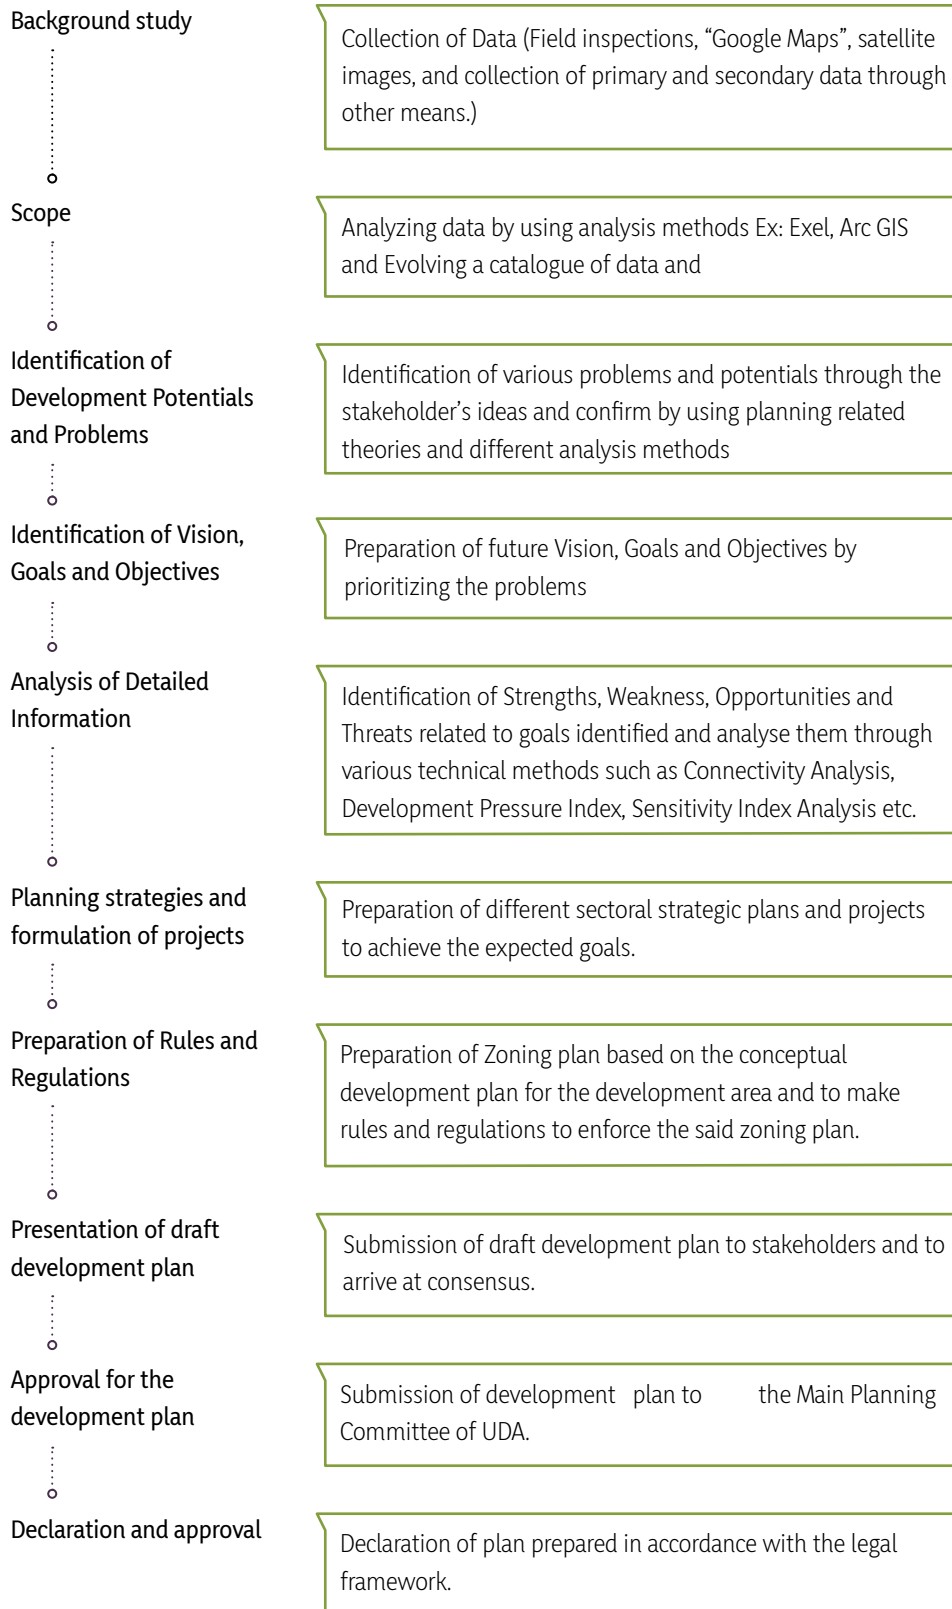 Background study
Collection of Data (Field inspections, “Google Maps”, satellite
images, and collection of primary and secondary data through
other means.)
Scope
Analyzing data by using analysis methods Ex: Exel, Arc GIS
and Evolving a catalogue of data and
Identification of
Development Potentials
and Problems
Identification of various problems and potentials through the
stakeholder’s ideas and confirm by using planning related
theories and different analysis methods
Identification of Vision,
Goals and Objectives
Preparation of future Vision, Goals and Objectives by
prioritizing the problems
Analysis of Detailed
Information
Identification of Strengths, Weakness, Opportunities and
Threats related to goals identified and analyse them through
various technical methods such as Connectivity Analysis,
Development Pressure Index, Sensitivity Index Analysis etc.
Planning strategies and
formulation of projects
Preparation of different sectoral strategic plans and projects
to achieve the expected goals.
Preparation of Rules and
Regulations
Preparation of Zoning plan based on the conceptual
development plan for the development area and to make
rules and regulations to enforce the said zoning plan.
Presentation of draft
development plan
Submission of draft development plan to stakeholders and to
arrive at consensus.
Approval for the
development plan
Submission of development plan to the Main Planning
Committee of UDA.
Declaration and approval
Declaration of plan prepared in accordance with the legal
framework.